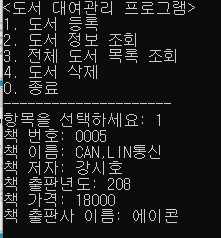 <도서 대여관리 프로그램>
1. 도서 등록
2. 도서 정보 조회
3. 전체 도서 목록 조회
4. 도서 삭제
0. 종료
---------------------
항목을 선택하세요: 1
책 번호: 0005
책 이름: CAN,LIN통신
책 저자: 강시호
책 출판년도: 208
책 가격: 18000
책 출판사 이름: 에이콘